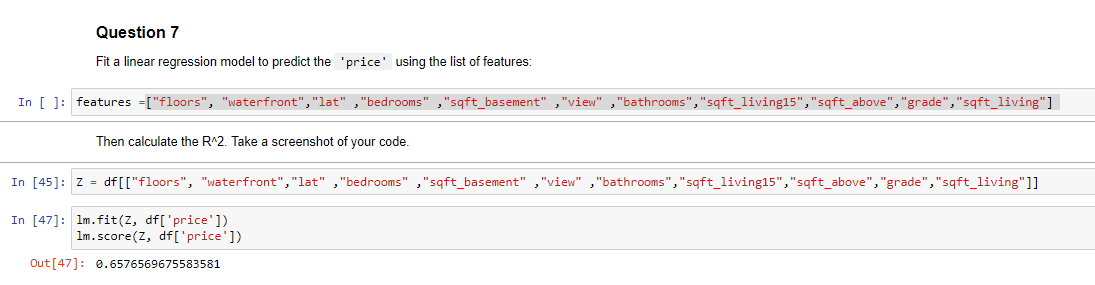 Question 7
Fit a linear regression model to predict the 'price' using the list of features:
In [ ]: features =["floors", "waterfront","lat" ,"bedrooms" ,"sqft_basement" ,"view" ,"bathrooms","sqft_living15","sqft_above","grade","sqft_living"]
Then calculate the R^2. Take a screenshot of your code.
In [45]: Z = df[["floors", "waterfront","lat" ,"bedrooms" ,"sqft_basement" ,"view" ,"bathrooms","sqft_living15","sqft_above","grade","sqft_living"]]
In [47]: lm.fit(Z, df['price'])
lm.score(Z, df['price'])
Out[47]: 0.6576569675583581